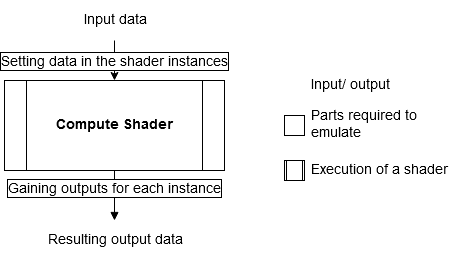 Input data
Setting data in the shader instances
Compute Shader
Gaining outputs for each instance
Resulting output data
Input/ output
Parts required to
emulate
Execution of a shader